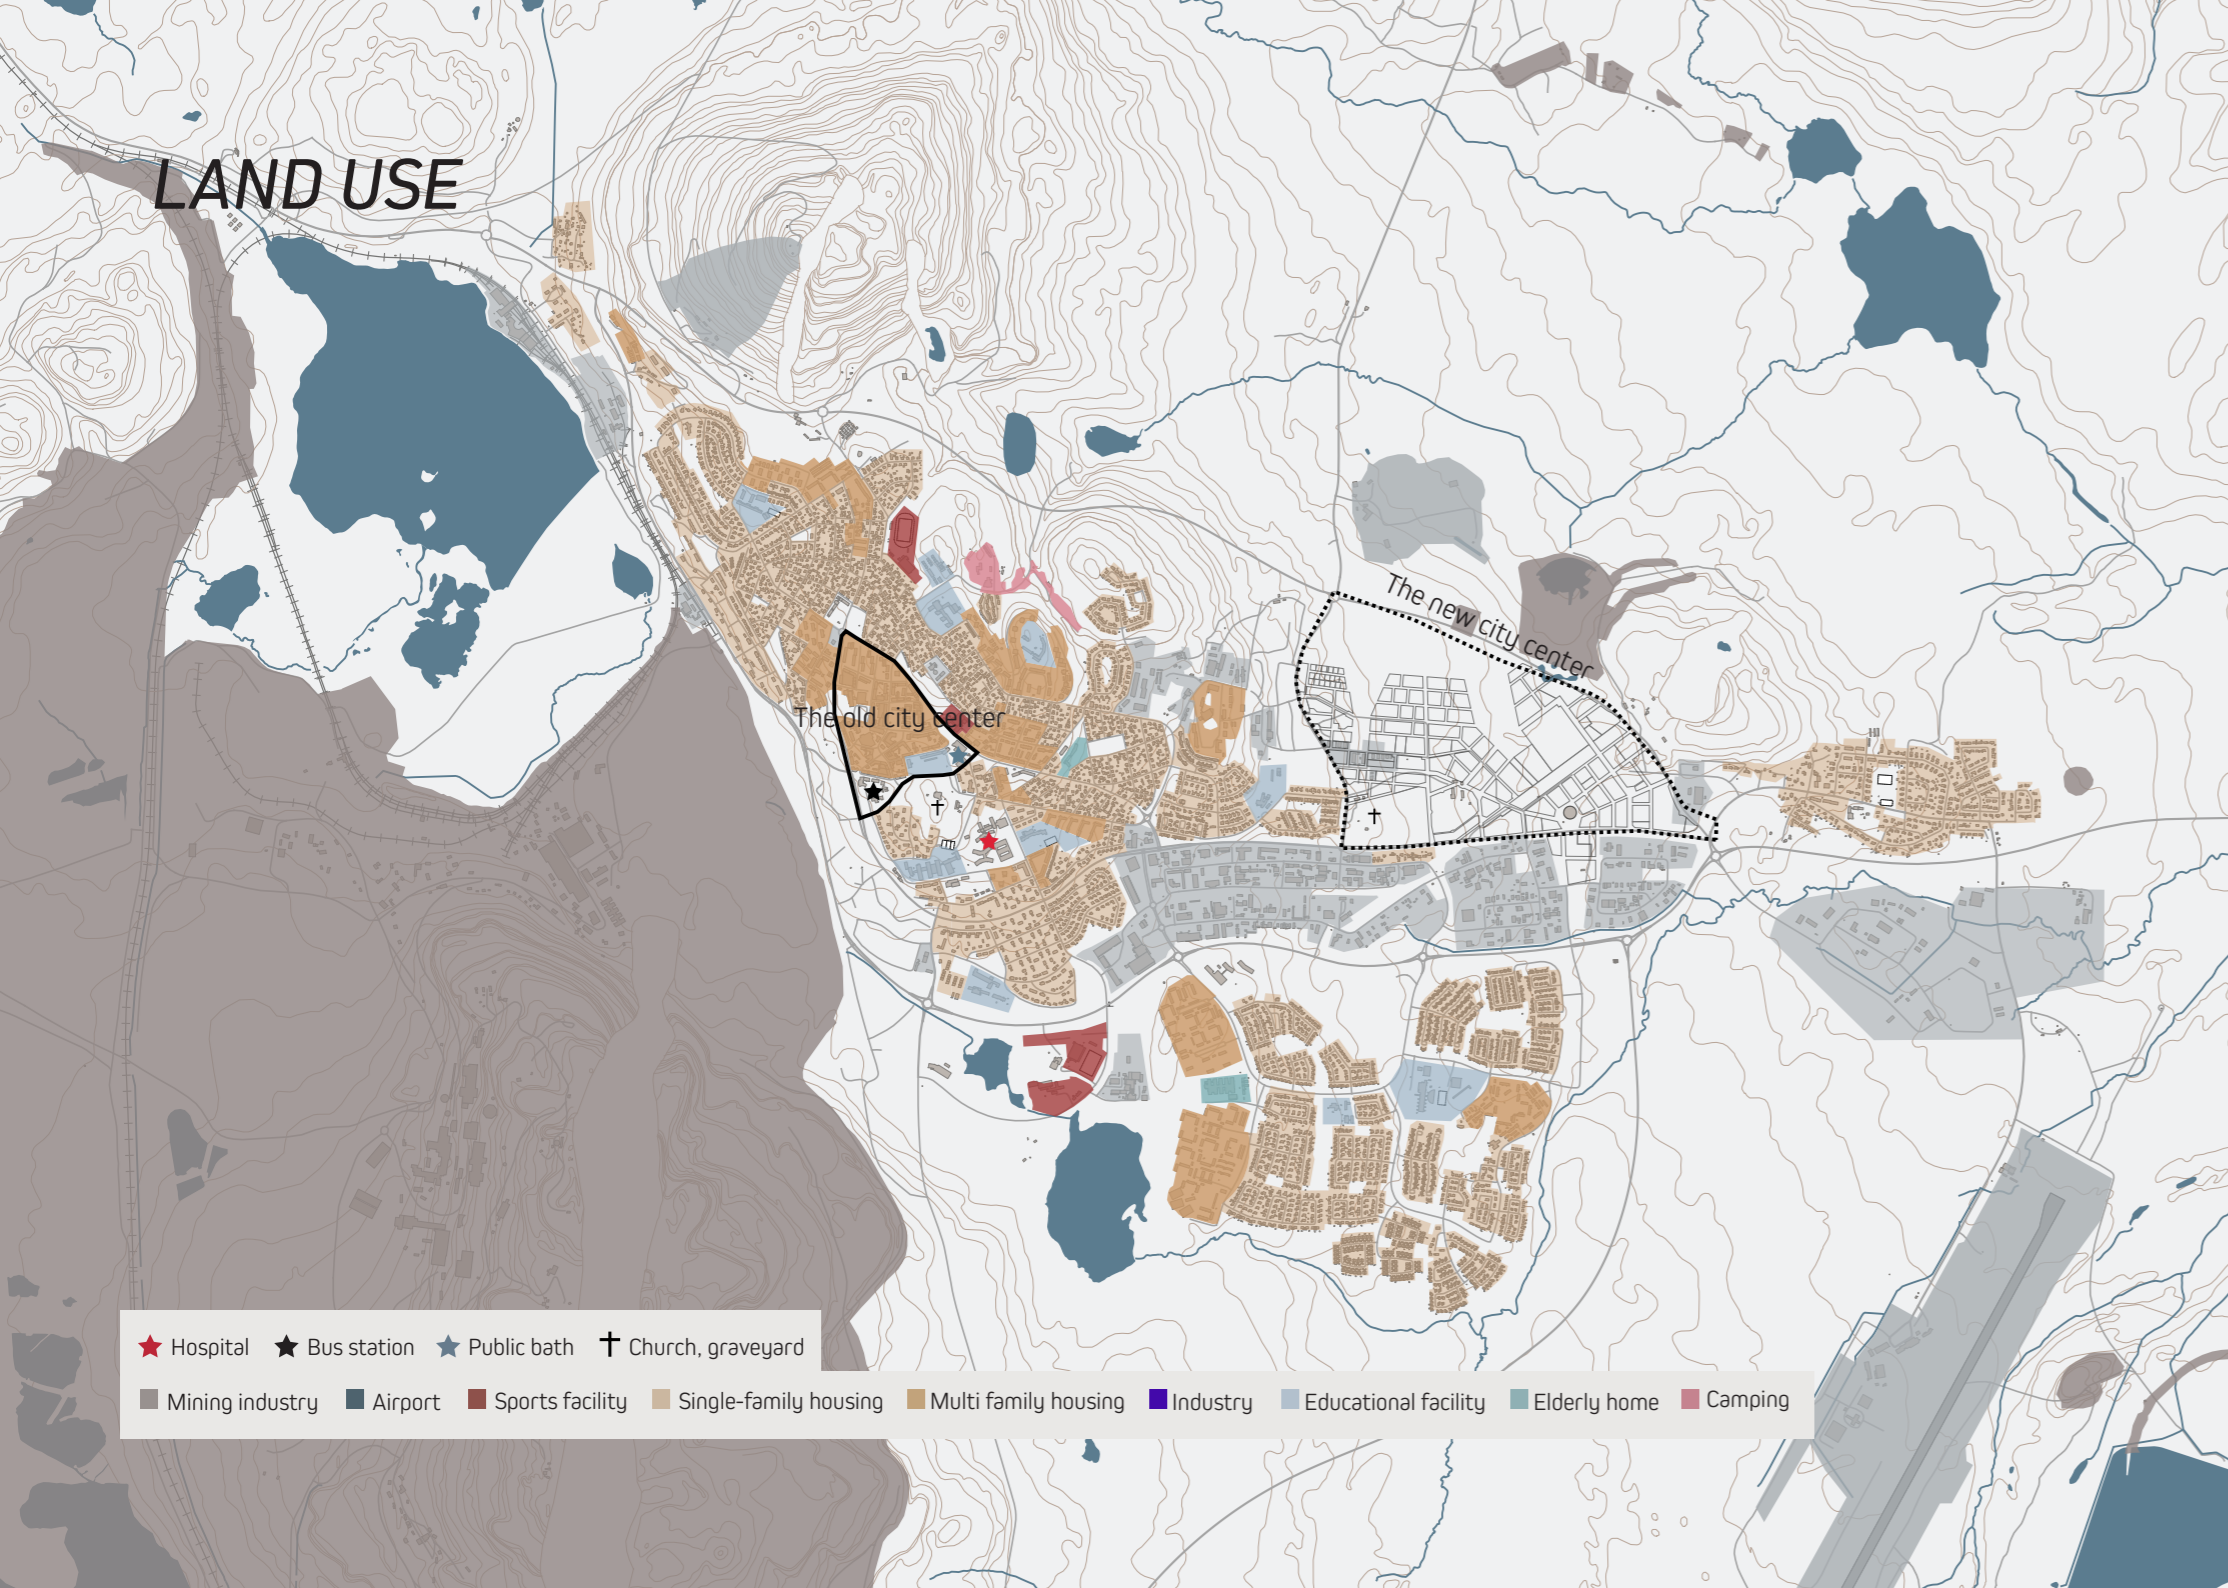 LAND USE
The new city center
The old city center
Hospital
Bus station
Public bath
Church, graveyard
Mining industry
Airport
Sports facility
Single-family housing
Multi family housing
Industry
Educational facility
Elderly home
Camping